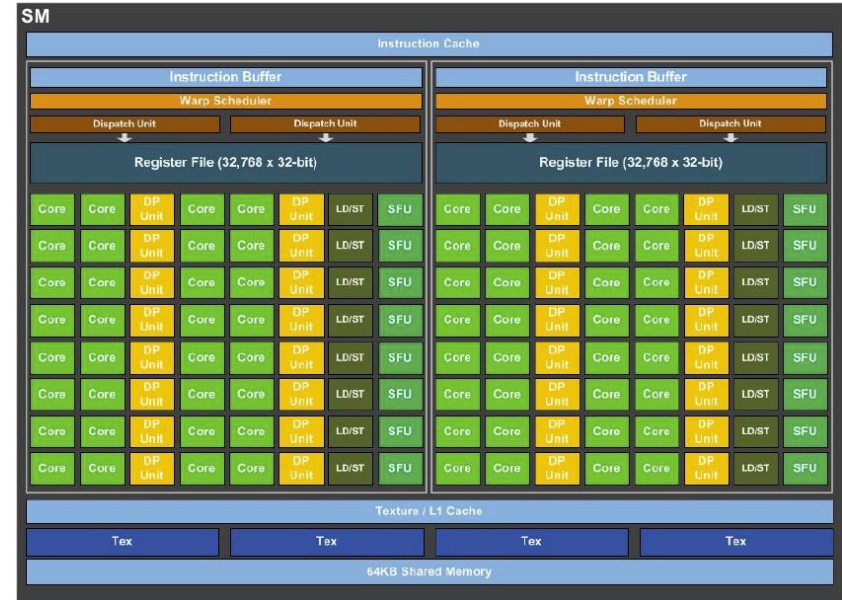 SM
Instruction Cache
Instruction Buffer Instruction Buffer
Warp Scheduler Warp Scheduler
Dispatch Unit Dispatch Unit Dispatch Unit Dispatch Unit
Register File (32,768 x 32-bit) Register File (32,768 x 32-bit)
Core Core DP Unit Core Core DP Unit LD/ST SFU Core Core DP Unit Core Core DP Unit LD/ST SFU
Core Core DP Unit Core Core DP Unit LD/ST SFU Core Core DP Unit Core Core DP Unit LD/ST SFU
Core Core DP Unit Core Core DP Unit LD/ST SFU Core Core DP Unit Core Core DP Unit LD/ST SFU
Core Core DP Unit Core Core DP Unit LD/ST SFU Core Core DP Unit Core Core DP Unit LD/ST SFU
Core Core DP Unit Core Core DP Unit LD/ST SFU Core Core DP Unit Core Core DP Unit LD/ST SFU
Core Core DP Unit Core Core DP Unit LD/ST SFU Core Core DP Unit Core Core DP Unit LD/ST SFU
Core Core DP Unit Core Core DP Unit LD/ST SFU Core Core DP Unit Core Core DP Unit LD/ST SFU
Core Core DP Unit Core Core DP Unit LD/ST SFU Core Core DP Unit Core Core DP Unit LD/ST SFU
Texture / L1 Cache
Tex Tex Tex Tex
64KB Shared Memory